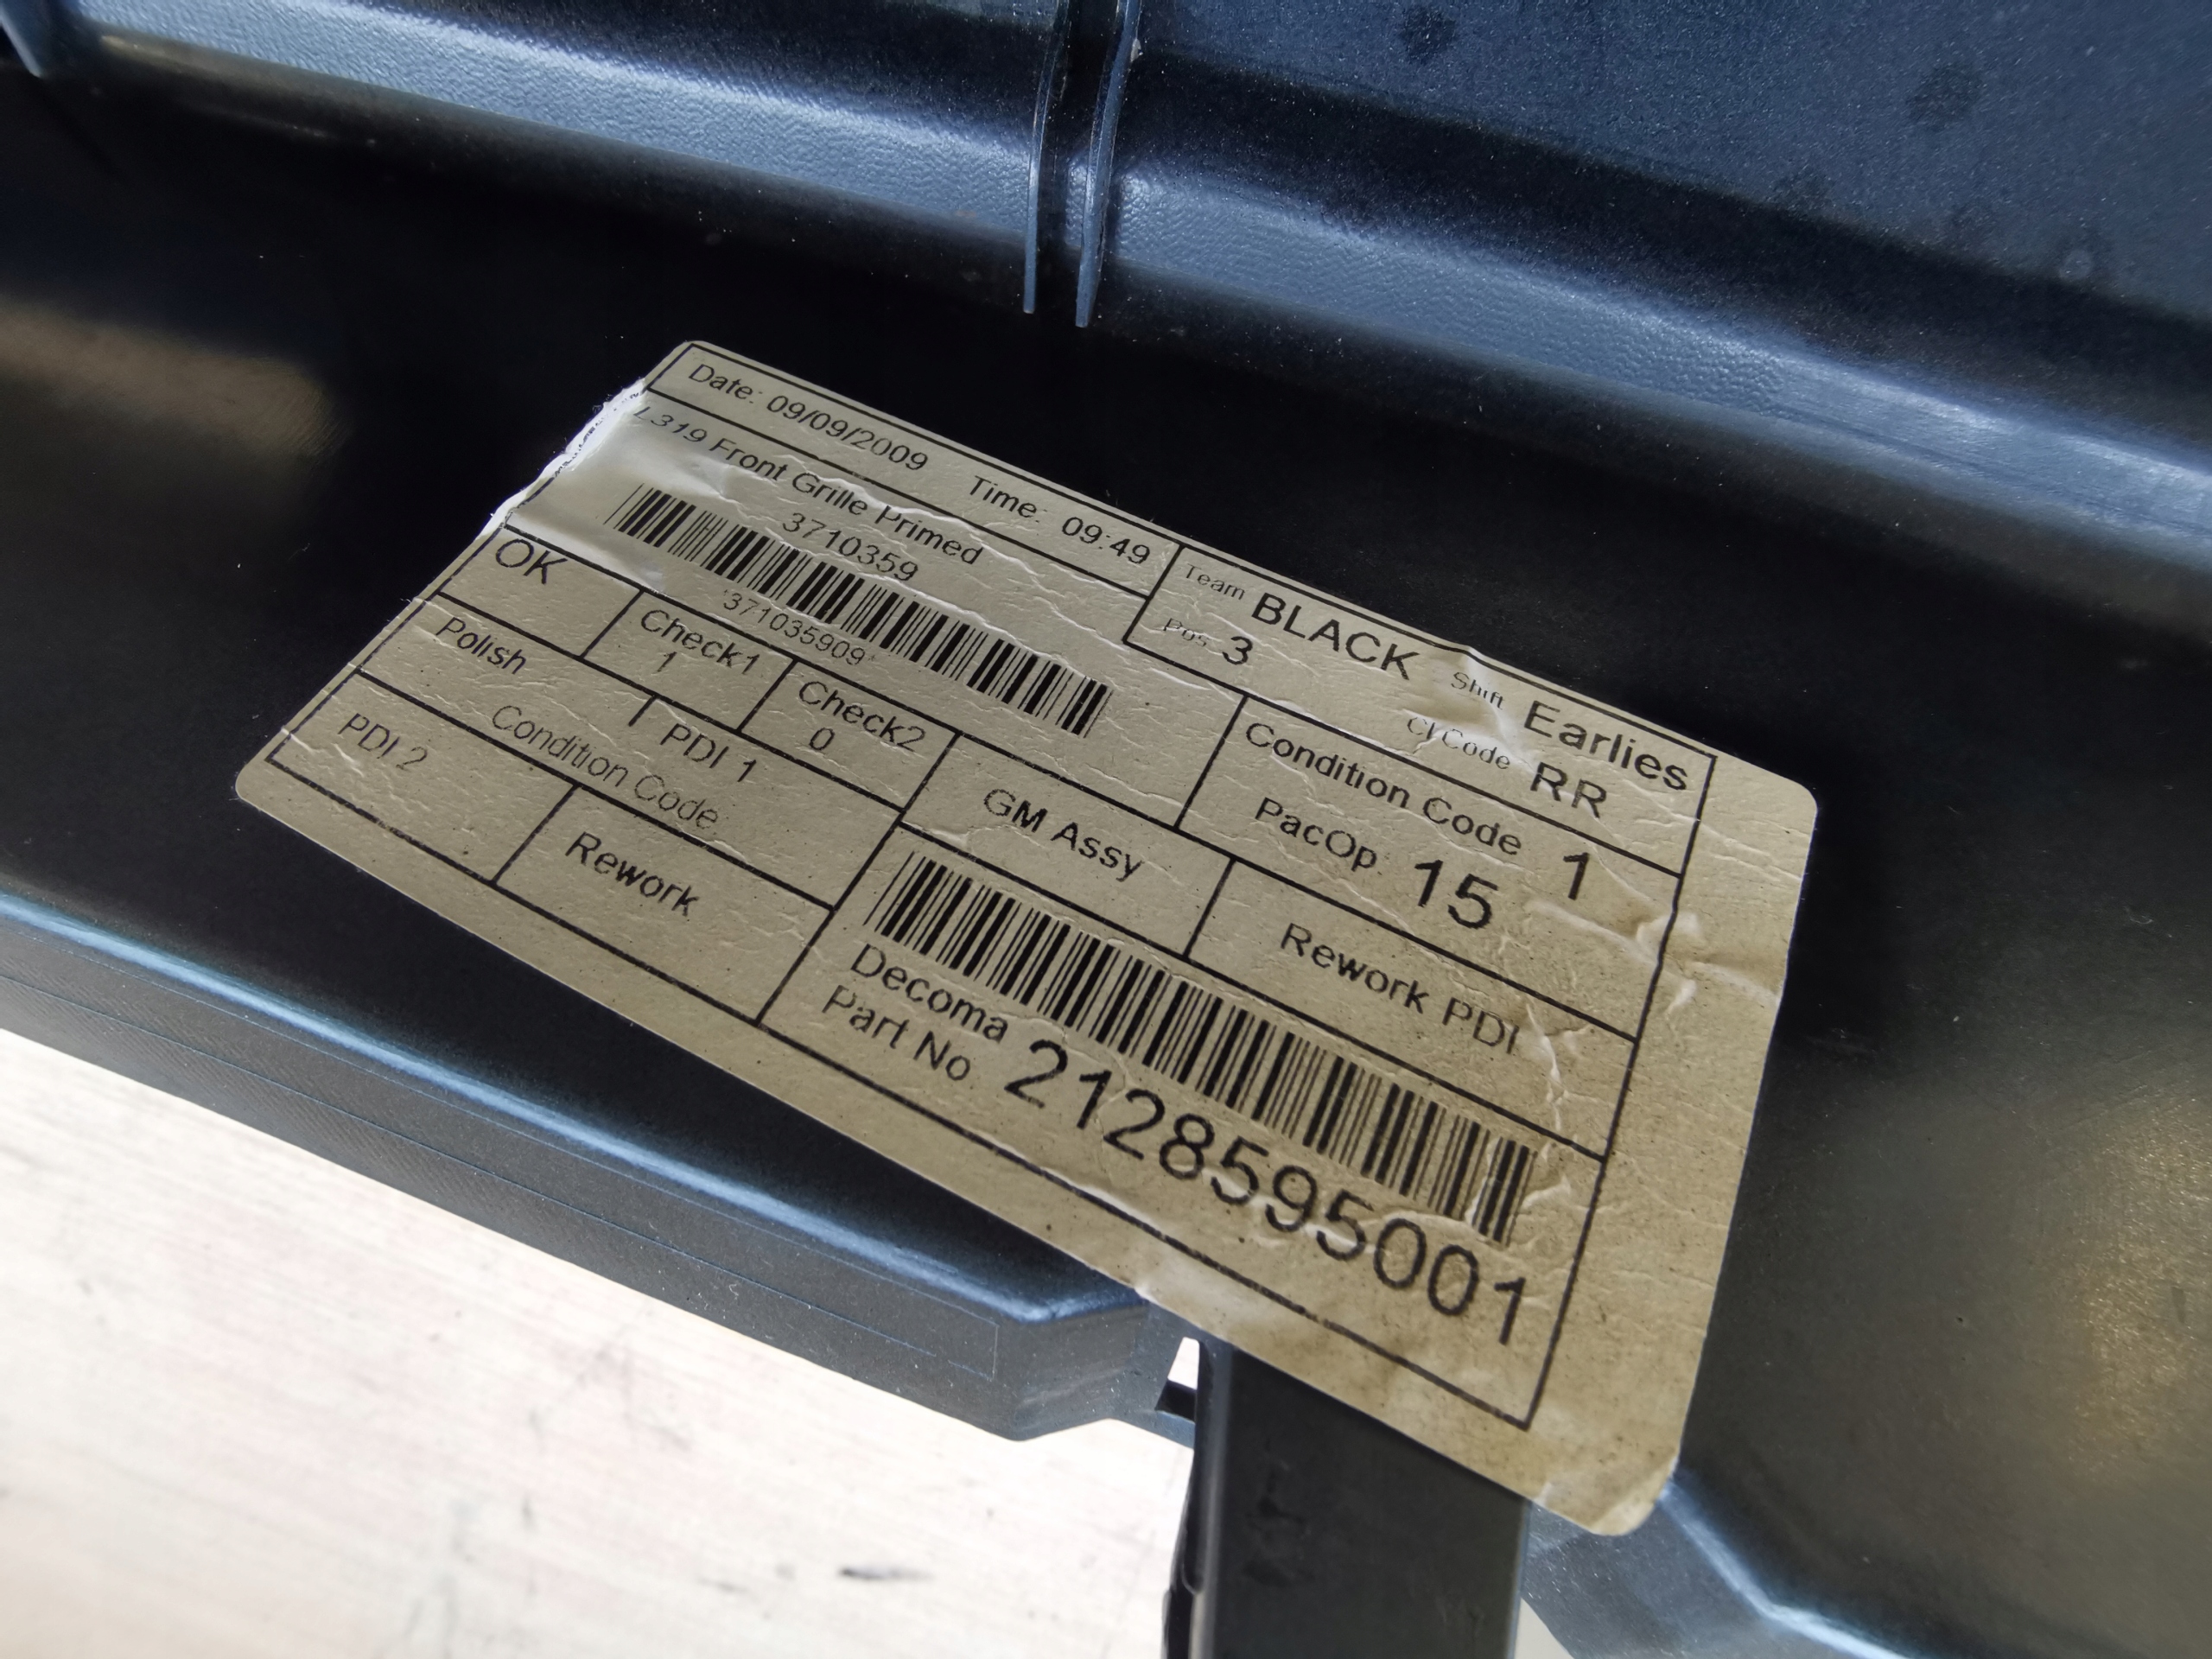 Date: 09/09/2009 Time: 09:49
Team BLACK Shift Earlies
Pos: 3 Cl Code RR
L319 Front Grille Primed
3710359
*371035909*
Condition Code 1
PacOp: 15
OK
Check1
1
Check2
0
GM Assy
Rework PDI
Polish
PDI 1
Condition Code:
PDI 2
Rework
Decoma
Part No 2128595001